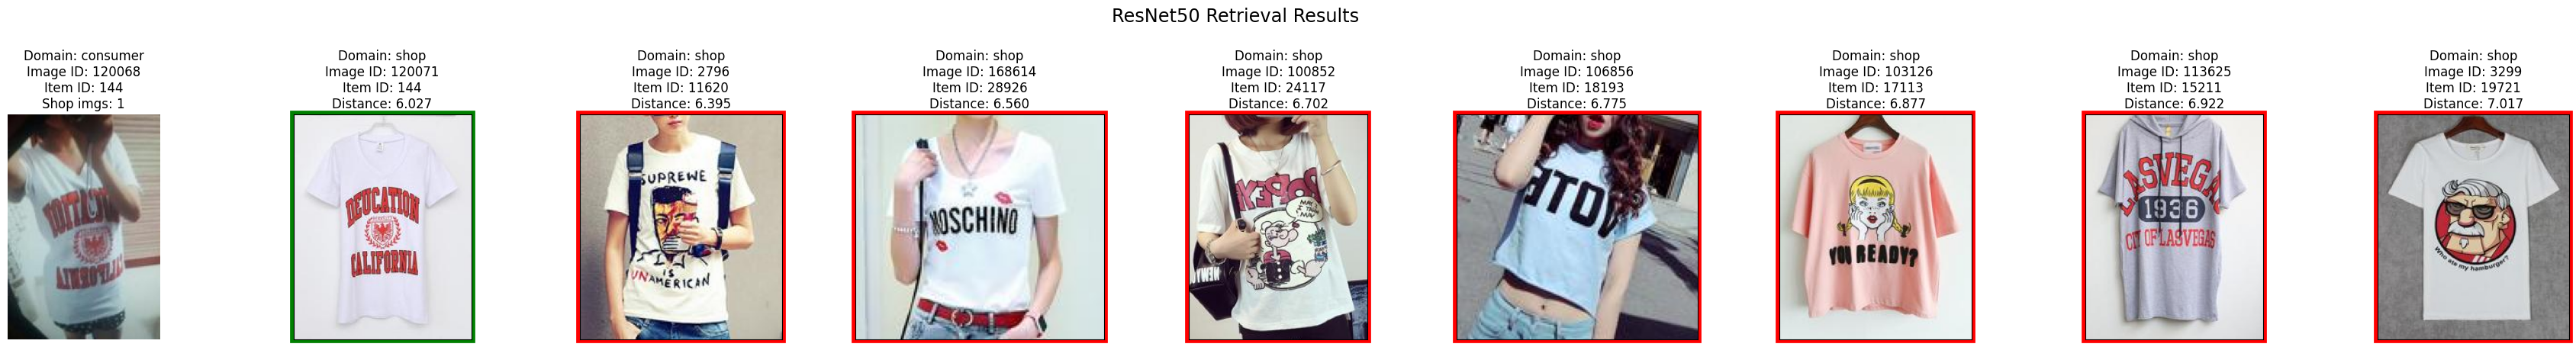 ResNet50 Retrieval Results
Domain: consumer
Image ID: 120068
Item ID: 144
Shop imgs: 1
Domain: shop
Image ID: 120071
Item ID: 144
Distance: 6.027
DEUCATION
CALIFORNIA
Domain: shop
Image ID: 2796
Item ID: 11620
Distance: 6.395
SUPREWE
IS
UNAMERICAN
Domain: shop
Image ID: 168614
Item ID: 28926
Distance: 6.560
MOSCHINO
Domain: shop
Image ID: 100852
Item ID: 24117
Distance: 6.702
POPEYE
Domain: shop
Image ID: 106856
Item ID: 18193
Distance: 6.775
VOTE
Domain: shop
Image ID: 103126
Item ID: 17113
Distance: 6.877
YOU READY?
Domain: shop
Image ID: 113625
Item ID: 15211
Distance: 6.922
LASVEGAS
1936
CITY OF LASVEGAS
Domain: shop
Image ID: 3299
Item ID: 19721
Distance: 7.017
Who ate my hamburger?